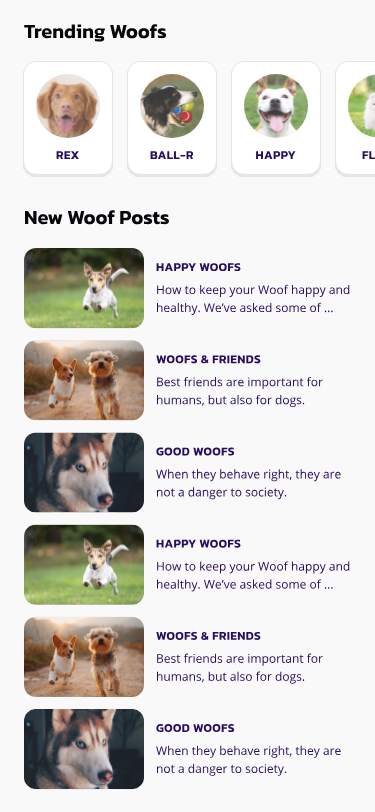 Trending Woofs
REX
BALL-R
HAPPY
FL
New Woof Posts
HAPPY WOOFS
How to keep your Woof happy and
healthy. We've asked some of ...
WOOFS & FRIENDS
Best friends are important for
humans, but also for dogs.
GOOD WOOFS
When they behave right, they are
not a danger to society.
HAPPY WOOFS
How to keep your Woof happy and
healthy. We've asked some of ...
WOOFS & FRIENDS
Best friends are important for
humans, but also for dogs.
GOOD WOOFS
When they behave right, they are
not a danger to society.